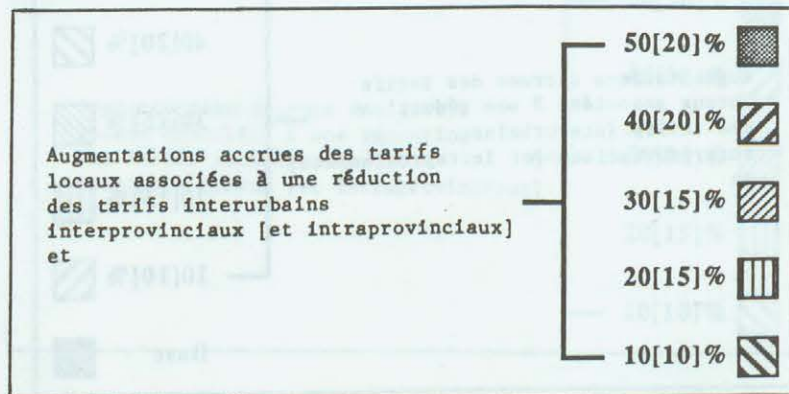 50[20]%
40[20]%
Augmentations accrues des tarifs
locaux associées à une réduction
des tarifs interurbains
interprovinciaux [et intraprovinciaux]
et
30[15]%
20[15]%
10[10]%